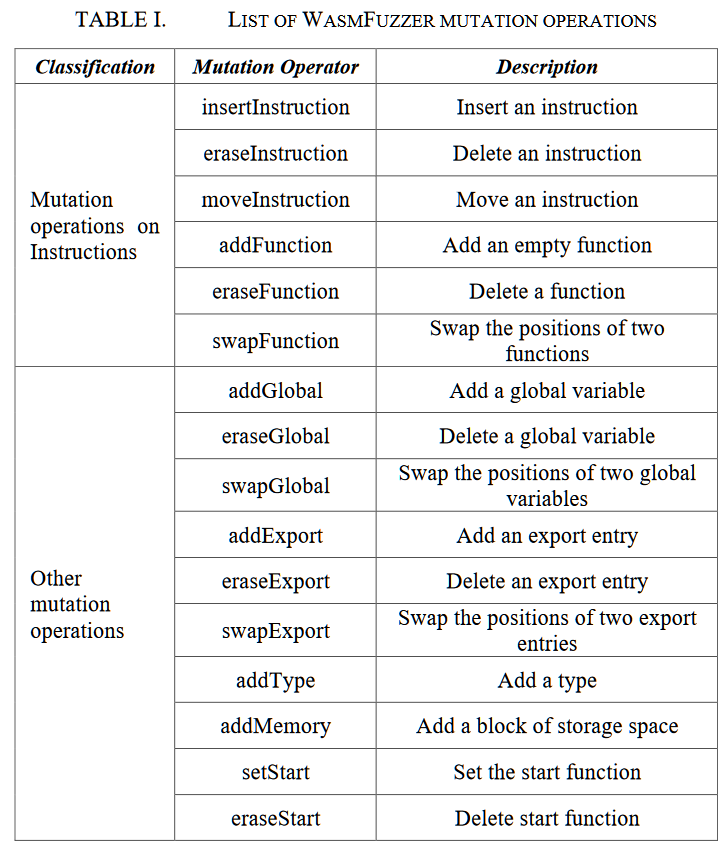 TABLE I. LIST OF WASMFUZZER MUTATION OPERATIONS
Classification Mutation Operator Description
Mutation
operations on
Instructions
insertInstruction Insert an instruction
eraseInstruction Delete an instruction
moveInstruction Move an instruction
addFunction Add an empty function
eraseFunction Delete a function
swapFunction Swap the positions of two
functions
Other
mutation
operations
addGlobal Add a global variable
eraseGlobal Delete a global variable
swapGlobal Swap the positions of two global
variables
addExport Add an export entry
eraseExport Delete an export entry
swapExport Swap the positions of two export
entries
addType Add a type
addMemory Add a block of storage space
setStart Set the start function
eraseStart Delete start function